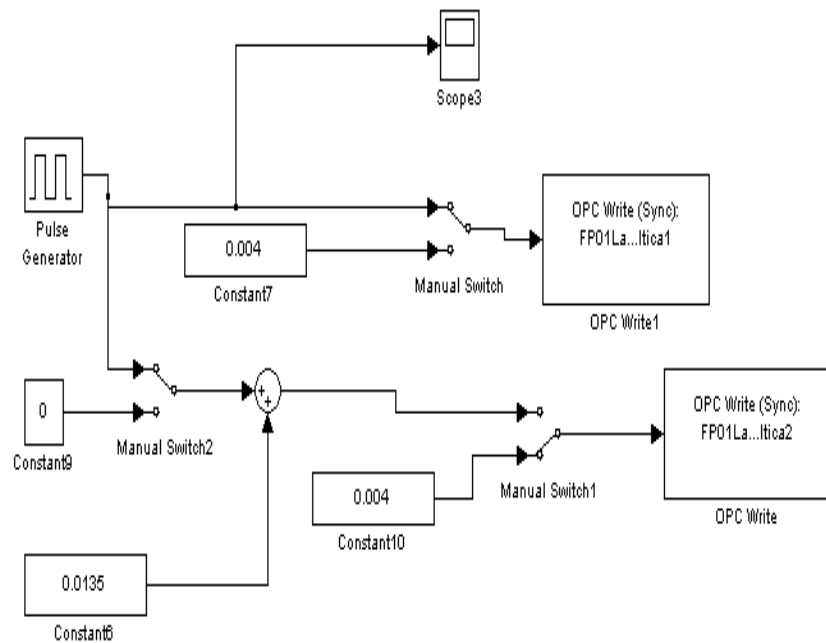 Scope3
Pulse
Generator
0.004
Constant7
Manual Switch
OPC Write (Sync):
FP01La...ltica1
OPC Write1
0
Constant9
Manual Switch2
++
0.004
Constant10
Manual Switch1
OPC Write (Sync):
FP01La...ltica2
OPC Write
0.0135
Constant6